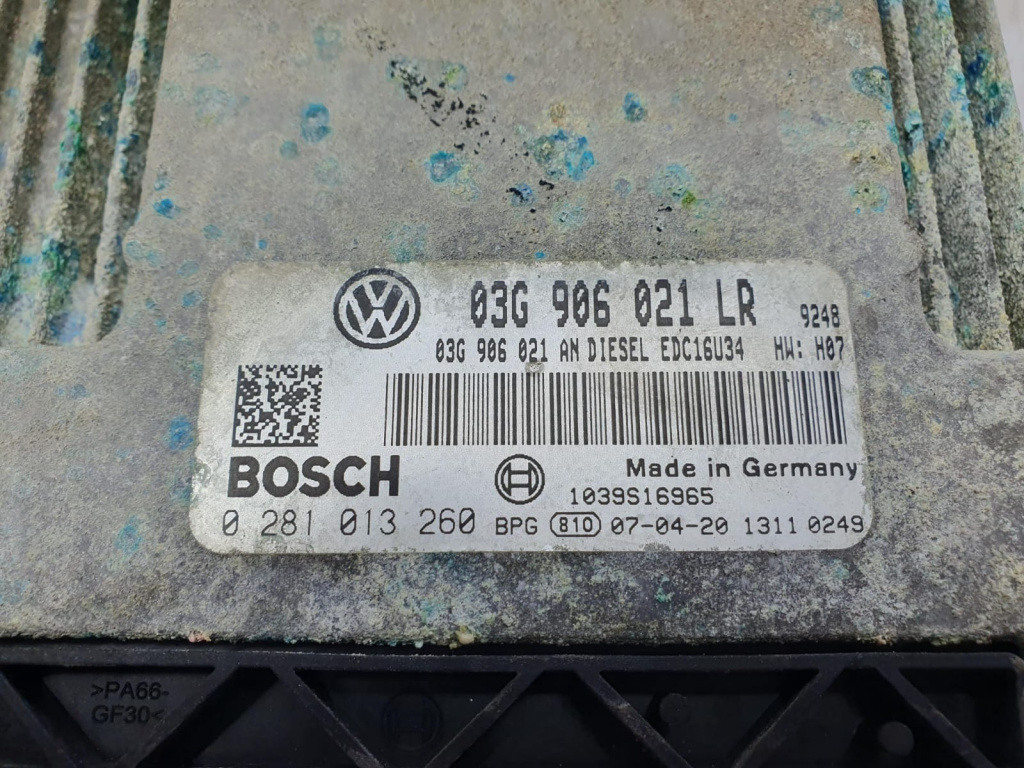 03G 906 021 LR 9248
03G 906 021 AN DIESEL EDC16U34 HW: H07
BOSCH Made in Germany
1039S16965
0 281 013 260 BPG 810 07-04-20 1311 0249
>PA66-
GF30<